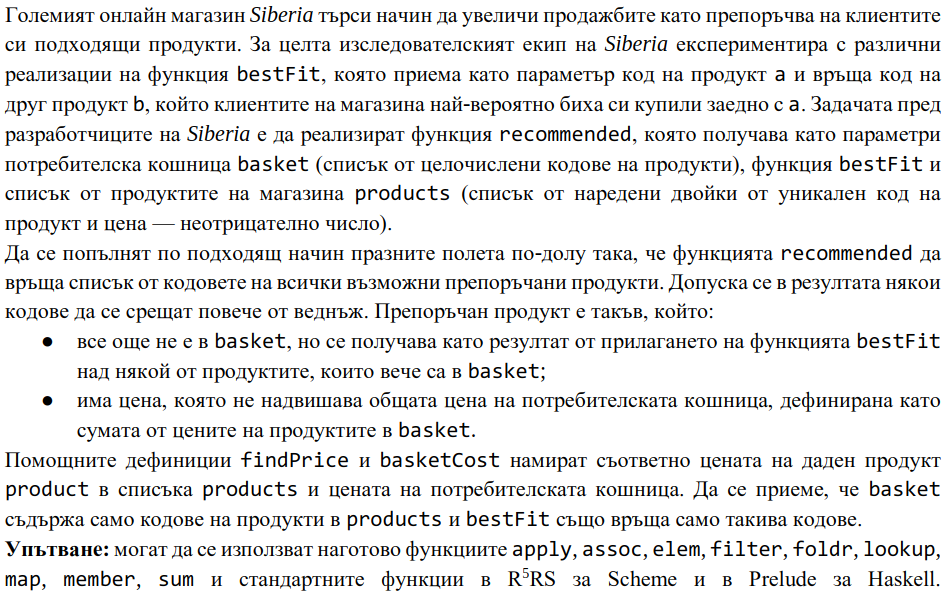 Големият онлайн магазин Siberia търси начин да увеличи продажбите като препоръчва на клиентите
си подходящи продукти. За целта изследователският екип на Siberia експериментира с различни
реализации на функция bestFit, която приема като параметър код на продукт a и връща код на
друг продукт b, който клиентите на магазина най-вероятно биха си купили заедно с a. Задачата пред
разработчиците на Siberia е да реализират функция recommended, която получава като параметри
потребителска кошница basket (списък от целочислени кодове на продукти), функция bestFit и
списък от продуктите на магазина products (списък от наредени двойки от уникален код на
продукт и цена — неотрицателно число).
Да се попълнят по подходящ начин празните полета по-долу така, че функцията recommended да
връща списък от кодовете на всички възможни препоръчани продукти. Допуска се в резултата някои
кодове да се срещат повече от веднъж. Препоръчан продукт е такъв, който:
● все още не е в basket, но се получава като резултат от прилагането на функцията bestFit
над някой от продуктите, които вече са в basket;
● има цена, която не надвишава общата цена на потребителската кошница, дефинирана като
сумата от цените на продуктите в basket.
Помощните дефиниции findPrice и basketCost намират съответно цената на даден продукт
product в списъка products и цената на потребителската кошница. Да се приеме, че basket
съдържа само кодове на продукти в products и bestFit също връща само такива кодове.
Упътване: могат да се използват наготово функциите apply, assoc, elem, filter, foldr, lookup,
map, member, sum и стандартните функции в R⁵RS за Scheme и в Prelude за Haskell.